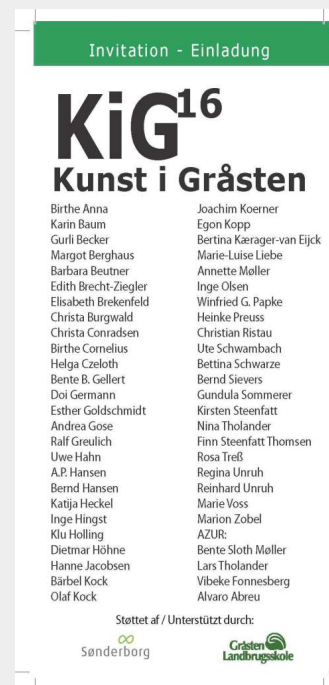 Invitation - Einladung
KiG16
Kunst i Gråsten
Birthe Anna
Karin Baum
Gurli Becker
Margot Berghaus
Barbara Beutner
Edith Brecht-Ziegler
Elisabeth Brekenfeld
Christa Burgwald
Christa Conradsen
Birthe Cornelius
Helga Czeloth
Bente B. Gellert
Doi Germann
Esther Goldschmidt
Andrea Gose
Ralf Greulich
Uwe Hahn
A.P. Hansen
Bernd Hansen
Katija Heckel
Inge Hingst
Klu Holling
Dietmar Höhne
Hanne Jacobsen
Bärbel Kock
Olaf Kock
Joachim Koerner
Egon Kopp
Bertina Kærager-van Eijck
Marie-Luise Liebe
Annette Møller
Inge Olsen
Winfried G. Papke
Heinke Preuss
Christian Ristau
Ute Schwambach
Bettina Schwarze
Bernd Sievers
Gundula Sommerer
Kirsten Steenfatt
Nina Tholander
Finn Steenfatt Thomsen
Rosa Treß
Regina Unruh
Reinhard Unruh
Marie Voss
Marion Zobel
AZUR:
Bente Sloth Møller
Lars Tholander
Vibeke Fonnesberg
Alvaro Abreu
Støttet af / Unterstützt durch:
Sønderborg
Gråsten
Landbrugsskole